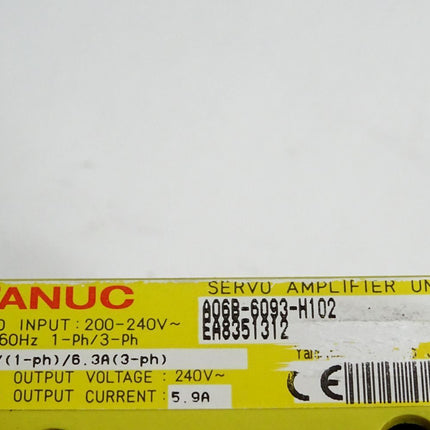 SERVO AMPLIFIER UN
ANUC
A06B-6093-H102
D INPUT: 200-240V~
EA8351312
60Hz 1-Ph/3-Ph
/(1-ph)/6.3A(3-ph)
OUTPUT VOLTAGE : 240V~
OUTPUT CURRENT: 5.9A
CE